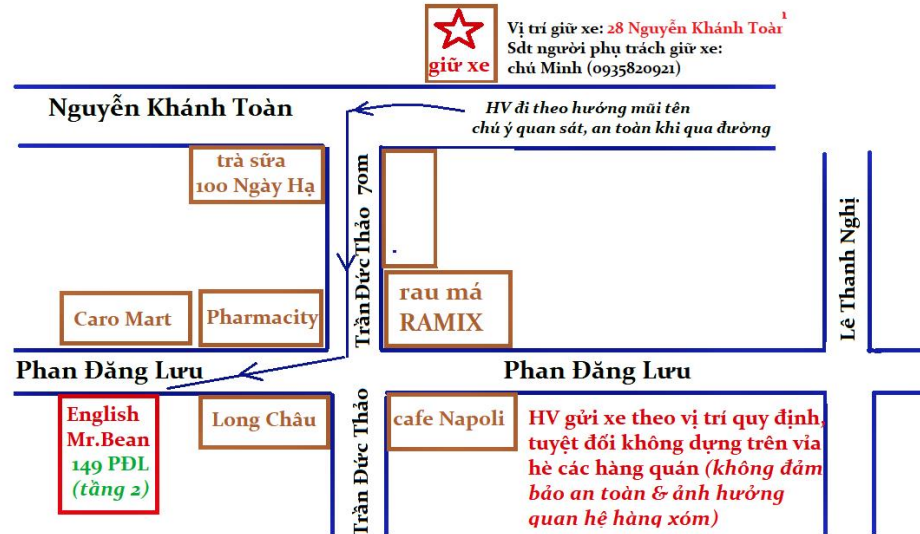 Vị trí giữ xe: 28 Nguyễn Khánh Toàn
1
Sdt người phụ trách giữ xe:
chú Minh (0935820921)
giữ xe
Nguyễn Khánh Toàn
HV đi theo hướng mũi tên
chú ý quan sát, an toàn khi qua đường
trà sữa
100 Ngày Hạ
Trần Đức Thảo 70m
Lê Thanh Nghị
Caro Mart
Pharmacity
rau má
RAMIX
Phan Đăng Lưu
Phan Đăng Lưu
English
Mr.Bean
149 PĐL
(tầng 2)
Long Châu
Trần Đức Thảo
cafe Napoli
HV gửi xe theo vị trí quy định,
tuyệt đối không dựng trên vỉa
hè các hàng quán (không đảm
bảo an toàn & ảnh hưởng
quan hệ hàng xóm)